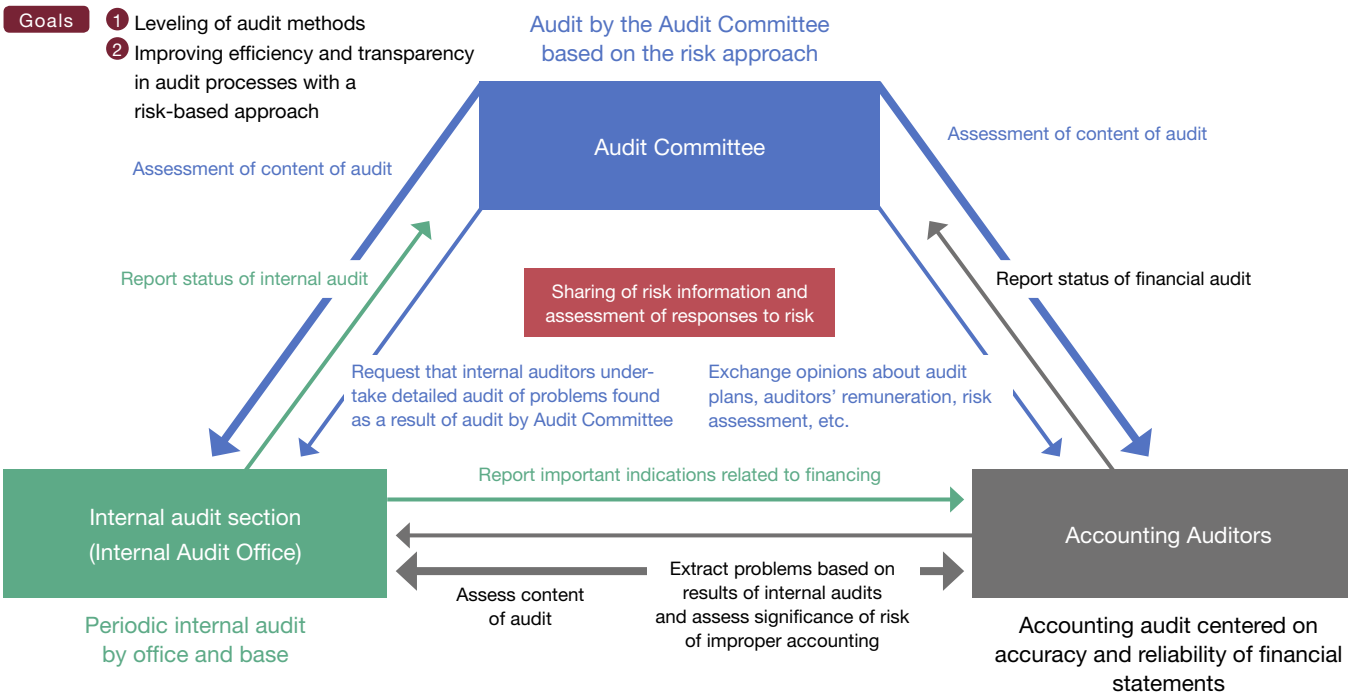 Goals
1 Leveling of audit methods
2 Improving efficiency and transparency
in audit processes with a
risk-based approach
Audit by the Audit Committee
based on the risk approach
Audit Committee
Assessment of content of audit
Assessment of content of audit
Report status of internal audit
Report status of financial audit
Sharing of risk information and
assessment of responses to risk
Request that internal auditors under-
take detailed audit of problems found
as a result of audit by Audit Committee
Exchange opinions about audit
plans, auditors’ remuneration, risk
assessment, etc.
Report important indications related to financing
Internal audit section
(Internal Audit Office)
Accounting Auditors
Assess content
of audit
Extract problems based on
results of internal audits
and assess significance of risk
of improper accounting
Periodic internal audit
by office and base
Accounting audit centered on
accuracy and reliability of financial
statements